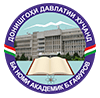 ДОНИШГОҲИ ДАВЛАТИИ ХУҶАНД
БА НОМИ АКАДЕМИК Б.ҒАФУРОВ